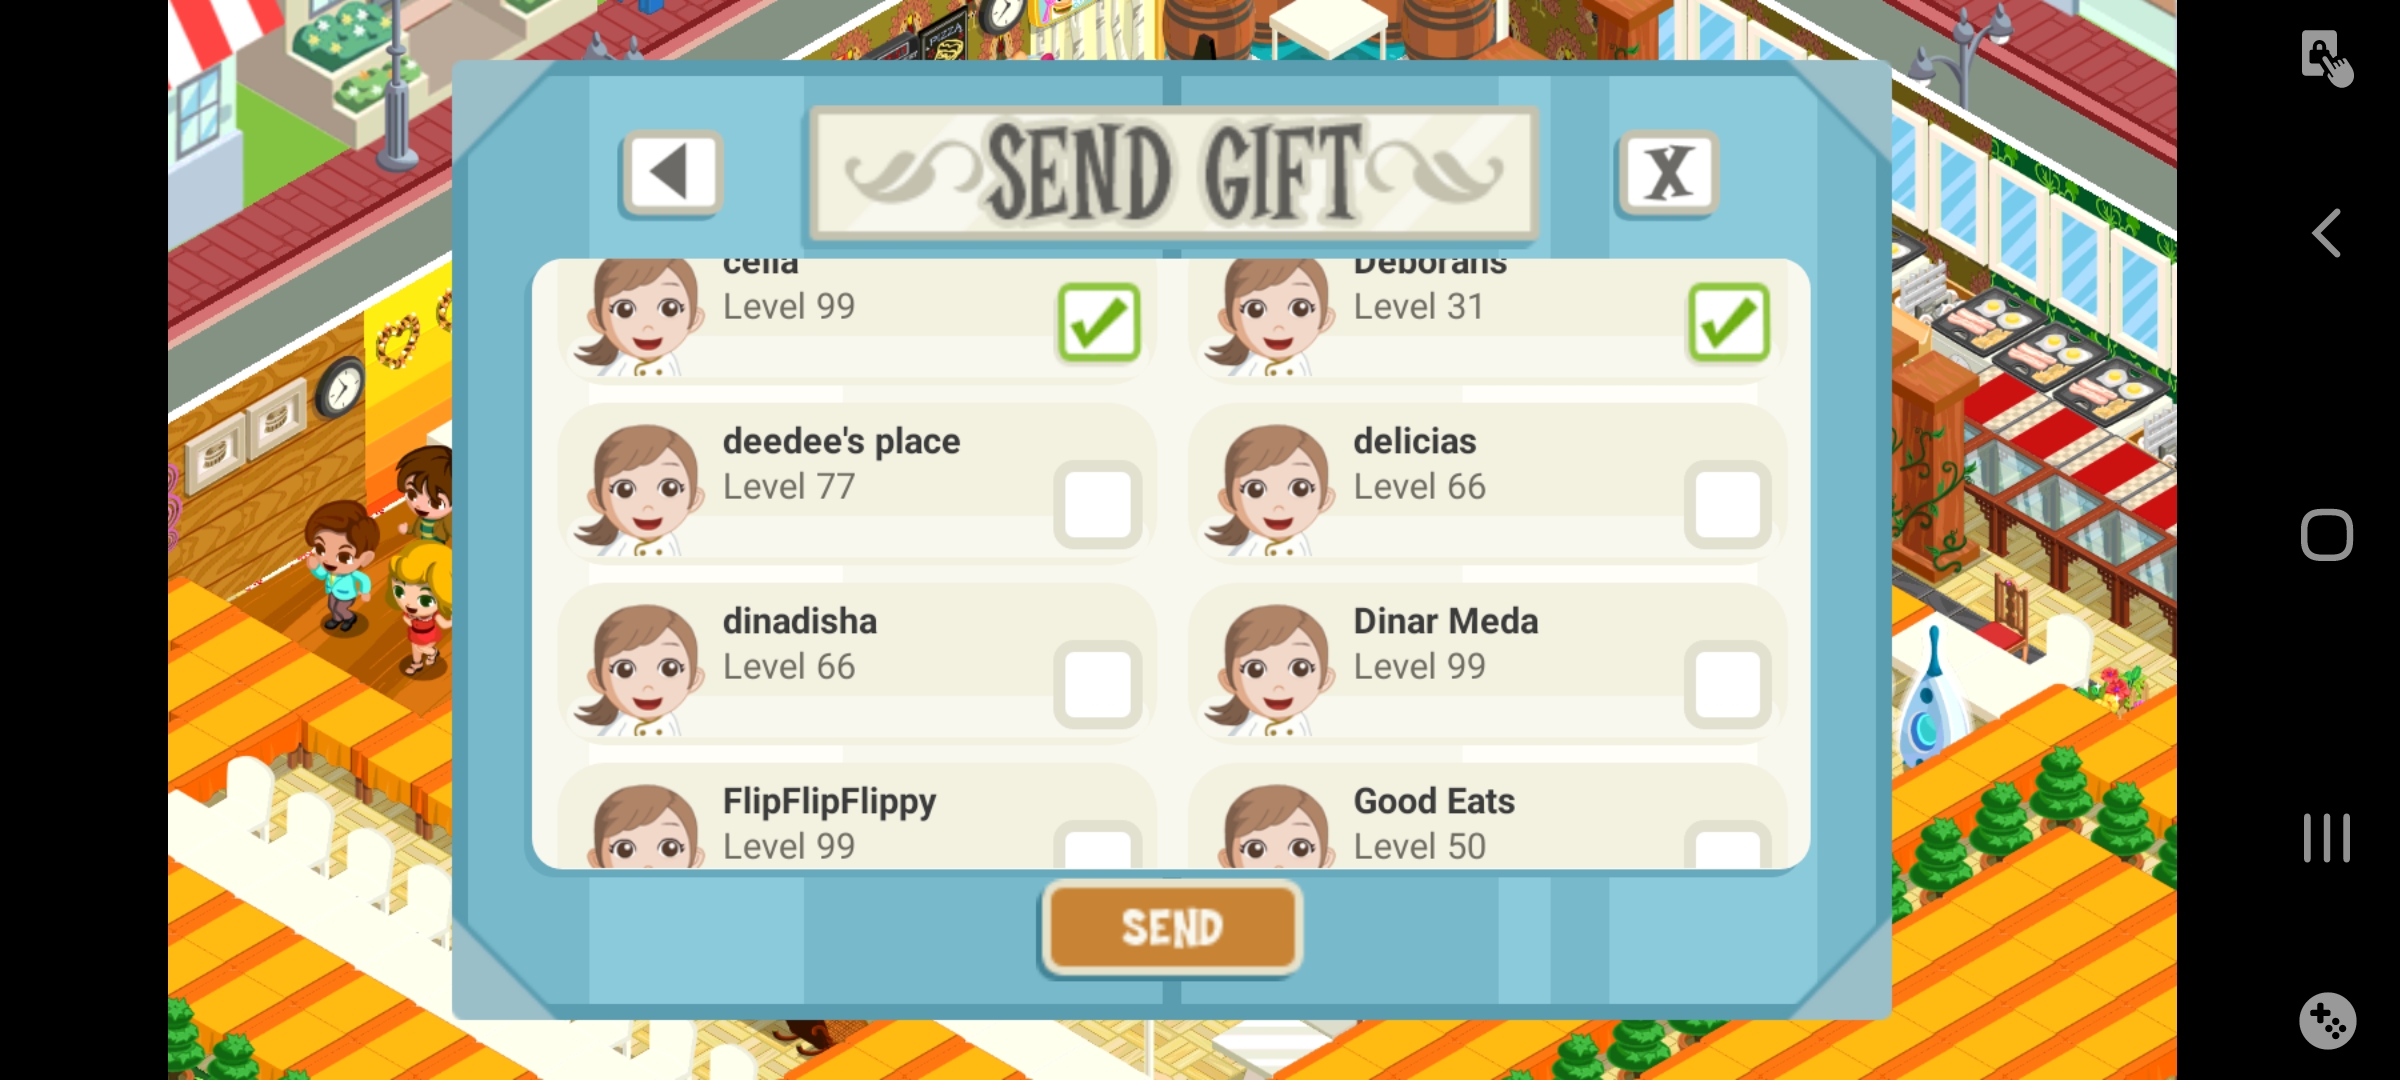 PIZZA
SEND GIFT
X
celia
Level 99
Deborahs
Level 31
deedee's place
Level 77
delicias
Level 66
dinadisha
Level 66
Dinar Meda
Level 99
FlipFlipFlippy
Level 99
Good Eats
Level 50
SEND